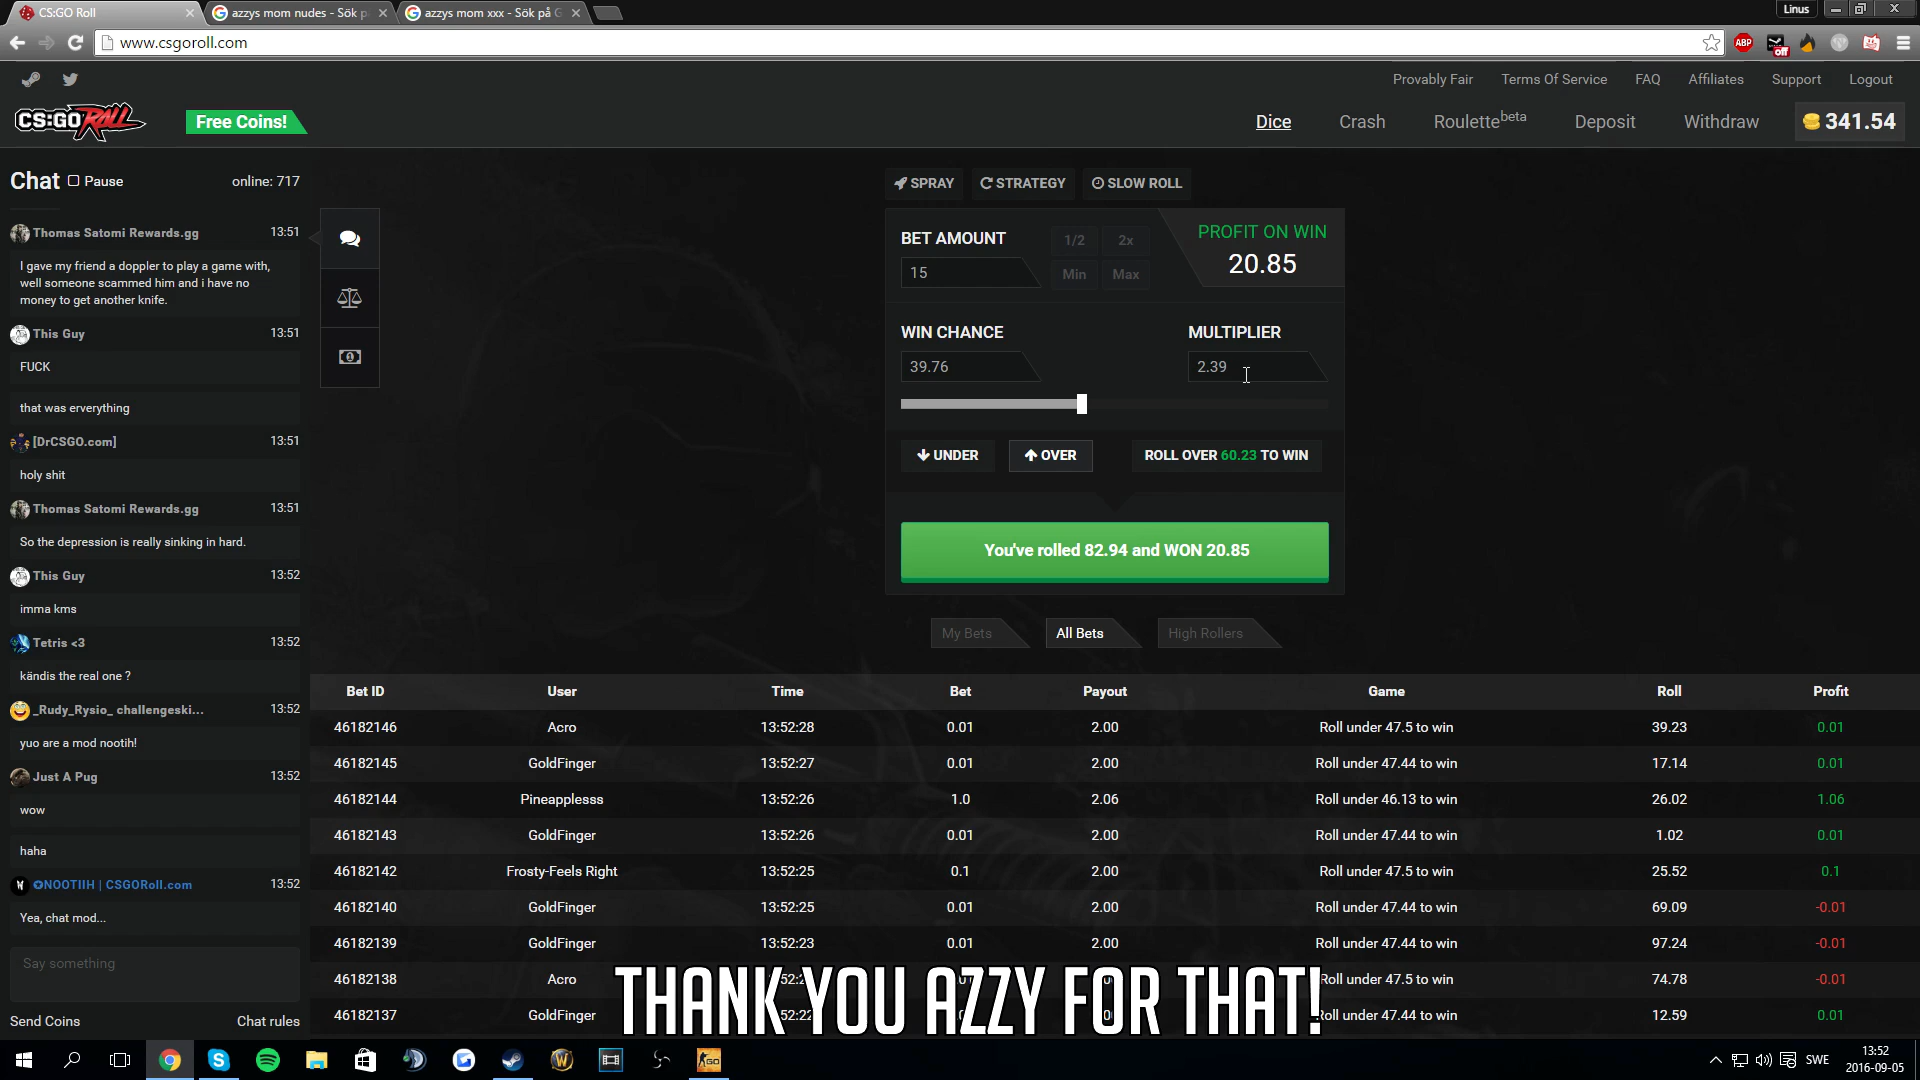 CS:GO Roll
azzys mom nudes - Sök p
azzys mom xxx - Sök på G
Linus
www.csgoroll.com
ABP
off
Provably Fair
Terms Of Service
FAQ
Affiliates
Support
Logout
CS:GO ROLL
Free Coins!
Dice
Crash
Roulette beta
Deposit
Withdraw
341.54
Chat
Pause
online: 717
Thomas Satomi Rewards.gg 13:51
I gave my friend a doppler to play a game with,
well someone scammed him and i have no
money to get another knife.
This Guy 13:51
FUCK
that was erverything
[DrCSGO.com] 13:51
holy shit
Thomas Satomi Rewards.gg 13:51
So the depression is really sinking in hard.
This Guy 13:52
imma kms
Tetris <3 13:52
kändis the real one ?
_Rudy_Rysio_ challengeski... 13:52
yuo are a mod nootih!
Just A Pug 13:52
wow
haha
✪NOOTIIH | CSGORoll.com 13:52
Yea, chat mod...
Say something
Send Coins
Chat rules
SPRAY
STRATEGY
SLOW ROLL
BET AMOUNT
15
1/2
2x
Min
Max
PROFIT ON WIN
20.85
WIN CHANCE
39.76
MULTIPLIER
2.39
UNDER
OVER
ROLL OVER 60.23 TO WIN
You've rolled 82.94 and WON 20.85
My Bets
All Bets
High Rollers
Bet ID User Time Bet Payout Game Roll Profit
46182146 Acro 13:52:28 0.01 2.00 Roll under 47.5 to win 39.23 0.01
46182145 GoldFinger 13:52:27 0.01 2.00 Roll under 47.44 to win 17.14 0.01
46182144 Pineapplesss 13:52:26 1.0 2.06 Roll under 46.13 to win 26.02 1.06
46182143 GoldFinger 13:52:26 0.01 2.00 Roll under 47.44 to win 1.02 0.01
46182142 Frosty-Feels Right 13:52:25 0.1 2.00 Roll under 47.5 to win 25.52 0.1
46182140 GoldFinger 13:52:25 0.01 2.00 Roll under 47.44 to win 69.09 -0.01
46182139 GoldFinger 13:52:23 0.01 2.00 Roll under 47.44 to win 97.24 -0.01
46182138 Acro Roll under 47.5 to win 74.78 -0.01
46182137 GoldFinger Roll under 47.44 to win 12.59 0.01
THANK YOU AZZY FOR THAT!
SWE
13:52
2016-09-05